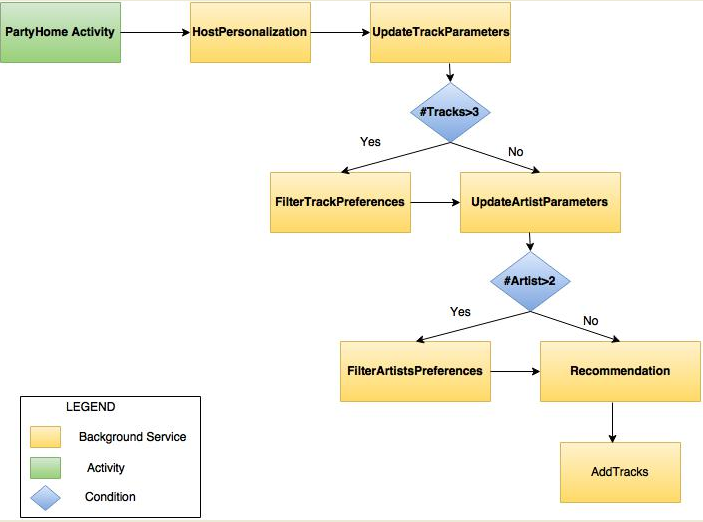 PartyHome Activity
HostPersonalization
UpdateTrackParameters
#Tracks>3
Yes
No
FilterTrackPreferences
UpdateArtistParameters
#Artist>2
Yes
No
FilterArtistsPreferences
Recommendation
AddTracks
LEGEND
Background Service
Activity
Condition